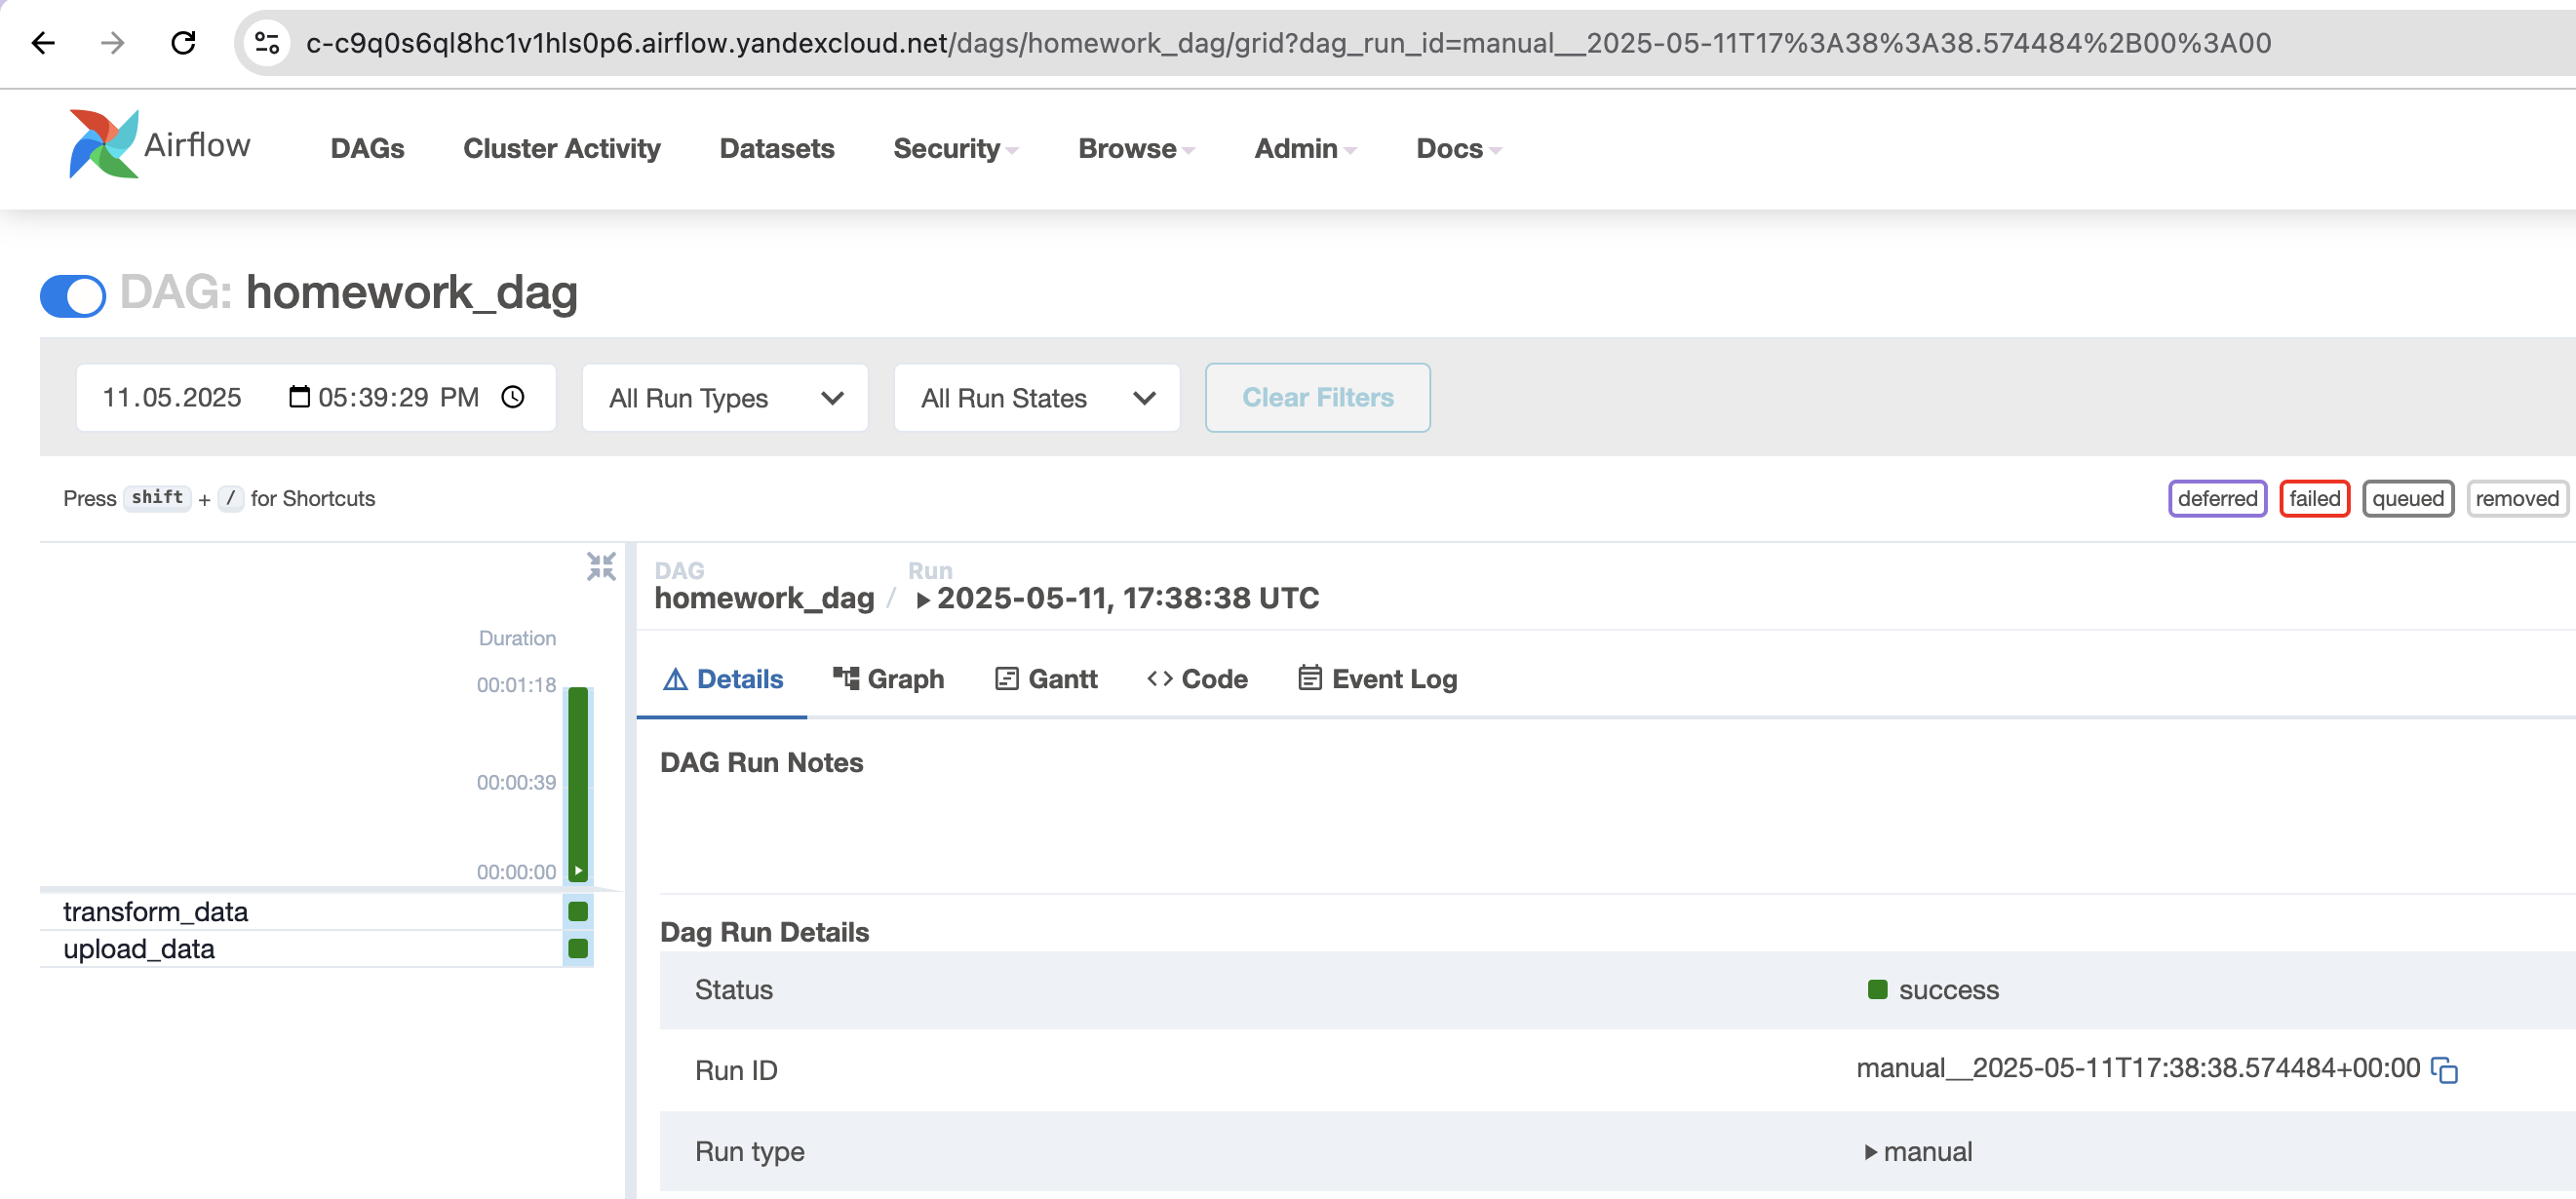 c-c9q0s6ql8hc1v1hls0p6.airflow.yandexcloud.net/dags/homework_dag/grid?dag_run_id=manual__2025-05-11T17%3A38%3A38.574484%2B00%3A00
Airflow DAGs Cluster Activity Datasets Security Browse Admin Docs
DAG: homework_dag
11.05.2025 05:39:29 PM All Run Types All Run States Clear Filters
Press shift + / for Shortcuts deferred failed queued removed
DAG Run
homework_dag / 2025-05-11, 17:38:38 UTC
Duration
00:01:18
00:00:39
00:00:00
transform_data
upload_data
Details Graph Gantt Code Event Log
DAG Run Notes
Dag Run Details
Status success
Run ID manual__2025-05-11T17:38:38.574484+00:00
Run type manual